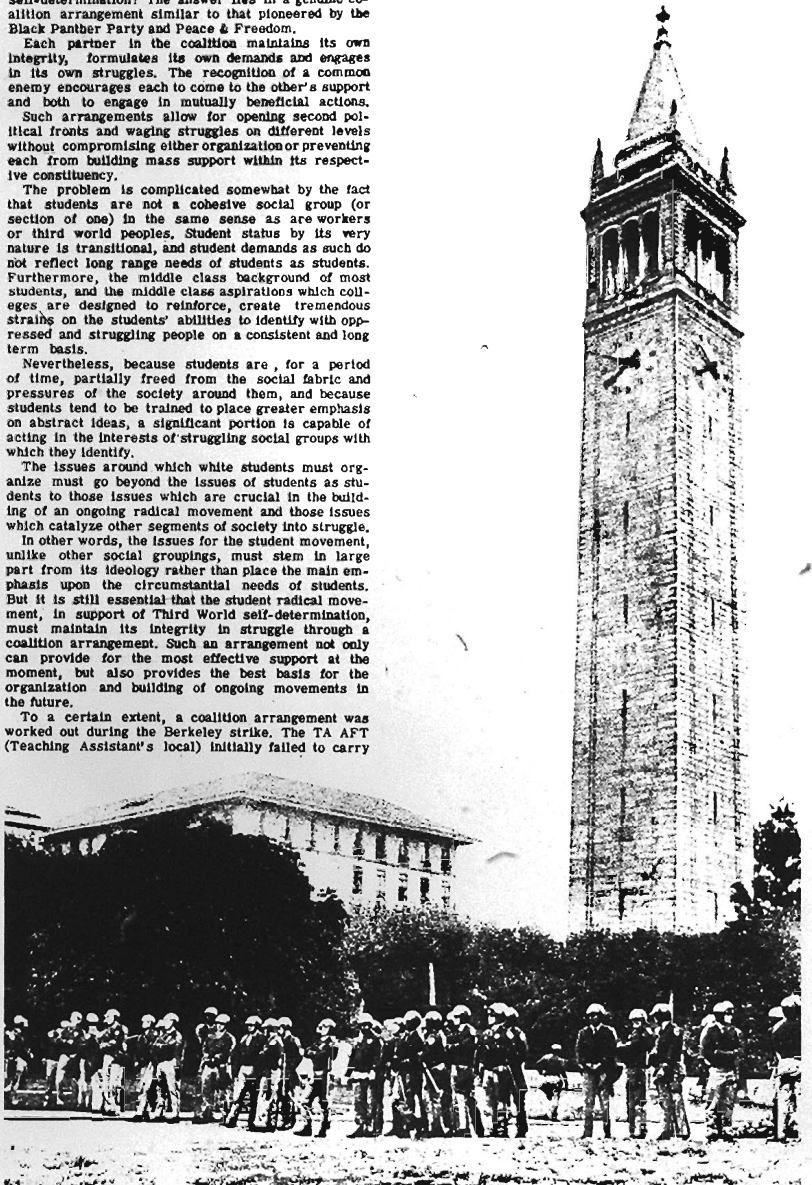 self-determination? The answer lies in a genuine co-
alition arrangement similar to that pioneered by the
Black Panther Party and Peace & Freedom.
Each partner in the coalition maintains its own
integrity, formulates its own demands and engages
in its own struggles. The recognition of a common
enemy encourages each to come to the other's support
and both to engage in mutually beneficial actions.
Such arrangements allow for opening second pol-
itical fronts and waging struggles on different levels
without compromising either organization or preventing
each from building mass support within its respect-
ive constituency.
The problem is complicated somewhat by the fact
that students are not a cohesive social group (or
section of one) in the same sense as are workers
or third world peoples. Student status by its very
nature is transitional, and student demands as such do
not reflect long range needs of students as students.
Furthermore, the middle class background of most
students, and the middle class aspirations which coll-
eges are designed to reinforce, create tremendous
strains on the students' abilities to identify with opp-
ressed and struggling people on a consistent and long
term basis.
Nevertheless, because students are , for a period
of time, partially freed from the social fabric and
pressures of the society around them, and because
students tend to be trained to place greater emphasis
on abstract ideas, a significant portion is capable of
acting in the interests of struggling social groups with
which they identify.
The issues around which white students must org-
anize must go beyond the issues of students as stu-
dents to those issues which are crucial in the build-
ing of an ongoing radical movement and those issues
which catalyze other segments of society into struggle.
In other words, the issues for the student movement,
unlike other social groupings, must stem in large
part from its ideology rather than place the main em-
phasis upon the circumstantial needs of students.
But it is still essential that the student radical move-
ment, in support of Third World self-determination,
must maintain its integrity in struggle through a
coalition arrangement. Such an arrangement not only
can provide for the most effective support at the
moment, but also provides the best basis for the
organization and building of ongoing movements in
the future.
To a certain extent, a coalition arrangement was
worked out during the Berkeley strike. The TA AFT
(Teaching Assistant's local) initially failed to carry